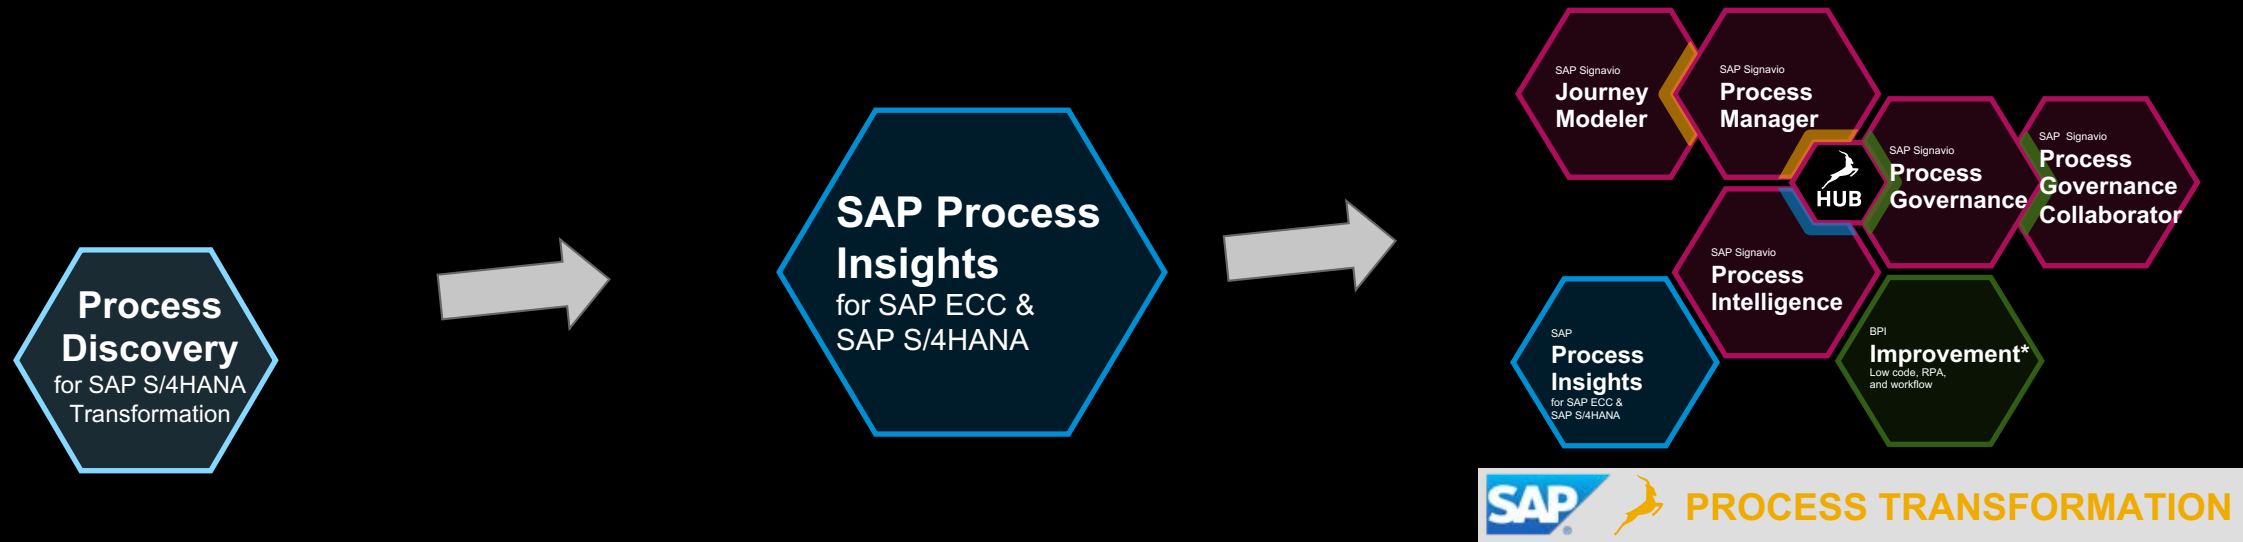 Process
Discovery
for SAP S/4HANA
Transformation
SAP Process
Insights
for SAP ECC &
SAP S/4HANA
SAP Signavio
Journey
Modeler
SAP Signavio
Process
Manager
HUB
SAP Signavio
Process
Governance
SAP Signavio
Process
Governance
Collaborator
SAP Signavio
Process
Intelligence
SAP
Process
Insights
for SAP ECC &
SAP S/4HANA
BPI
Improvement*
Low code, RPA,
and workflow
SAP
PROCESS TRANSFORMATION